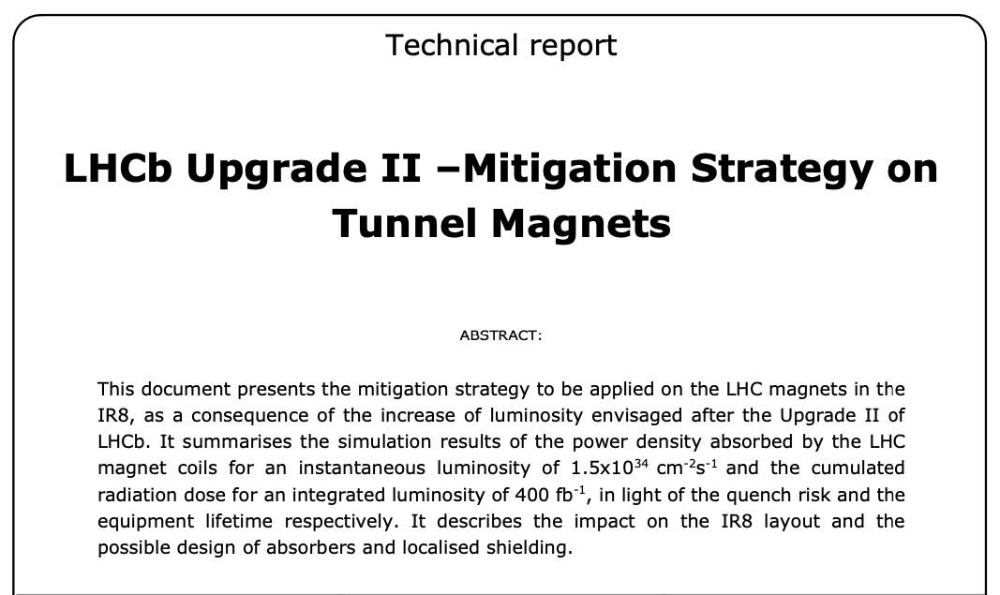 Technical report
LHCb Upgrade II –Mitigation Strategy on
Tunnel Magnets
ABSTRACT:
This document presents the mitigation strategy to be applied on the LHC magnets in the
IR8, as a consequence of the increase of luminosity envisaged after the Upgrade II of
LHCb. It summarises the simulation results of the power density absorbed by the LHC
magnet coils for an instantaneous luminosity of 1.5x10³⁴ cm⁻²s⁻¹ and the cumulated
radiation dose for an integrated luminosity of 400 fb⁻¹, in light of the quench risk and the
equipment lifetime respectively. It describes the impact on the IR8 layout and the
possible design of absorbers and localised shielding.